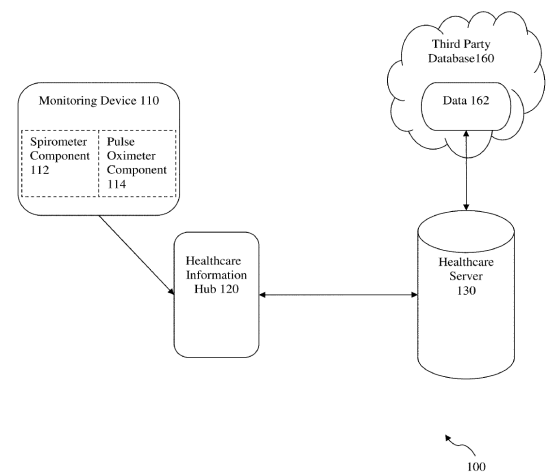 Third Party
Database160
Data 162
Monitoring Device 110
Spirometer
Component
112
Pulse
Oximeter
Component
114
Healthcare
Information
Hub 120
Healthcare
Server
130
100